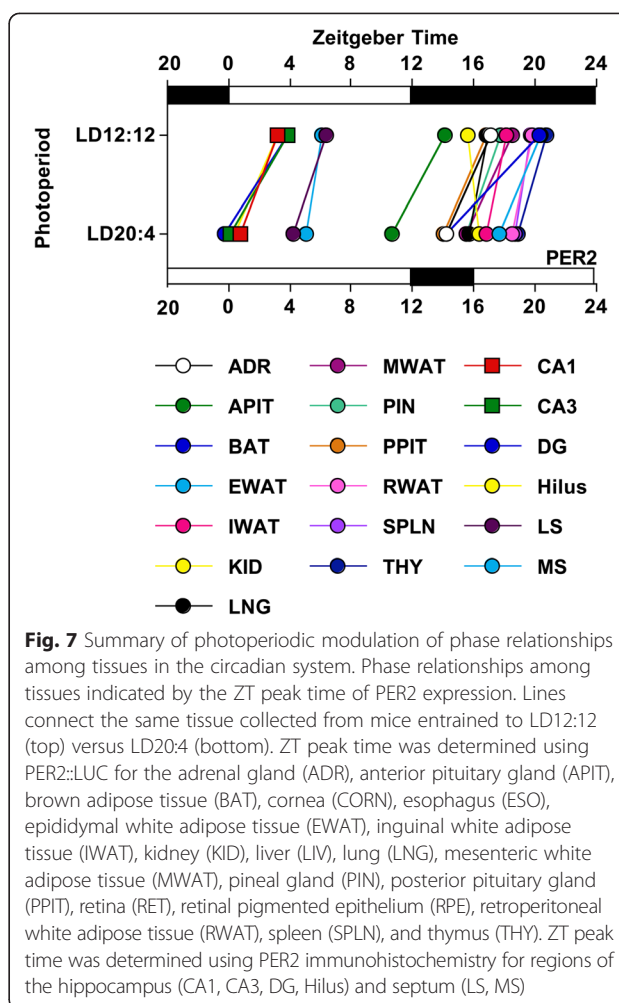 Zeitgeber Time
20 0 4 8 12 16 20 24
Photoperiod
LD12:12
LD20:4
PER2
20 0 4 8 12 16 20 24
ADR MWAT CA1
APIT PIN CA3
BAT PPIT DG
EWAT RWAT Hilus
IWAT SPLN LS
KID THY MS
LNG
Fig. 7 Summary of photoperiodic modulation of phase relationships
among tissues in the circadian system. Phase relationships among
tissues indicated by the ZT peak time of PER2 expression. Lines
connect the same tissue collected from mice entrained to LD12:12
(top) versus LD20:4 (bottom). ZT peak time was determined using
PER2::LUC for the adrenal gland (ADR), anterior pituitary gland (APIT),
brown adipose tissue (BAT), cornea (CORN), esophagus (ESO),
epididymal white adipose tissue (EWAT), inguinal white adipose
tissue (IWAT), kidney (KID), liver (LIV), lung (LNG), mesenteric white
adipose tissue (MWAT), pineal gland (PIN), posterior pituitary gland
(PPIT), retina (RET), retinal pigmented epithelium (RPE), retroperitoneal
white adipose tissue (RWAT), spleen (SPLN), and thymus (THY). ZT peak
time was determined using PER2 immunohistochemistry for regions of
the hippocampus (CA1, CA3, DG, Hilus) and septum (LS, MS)